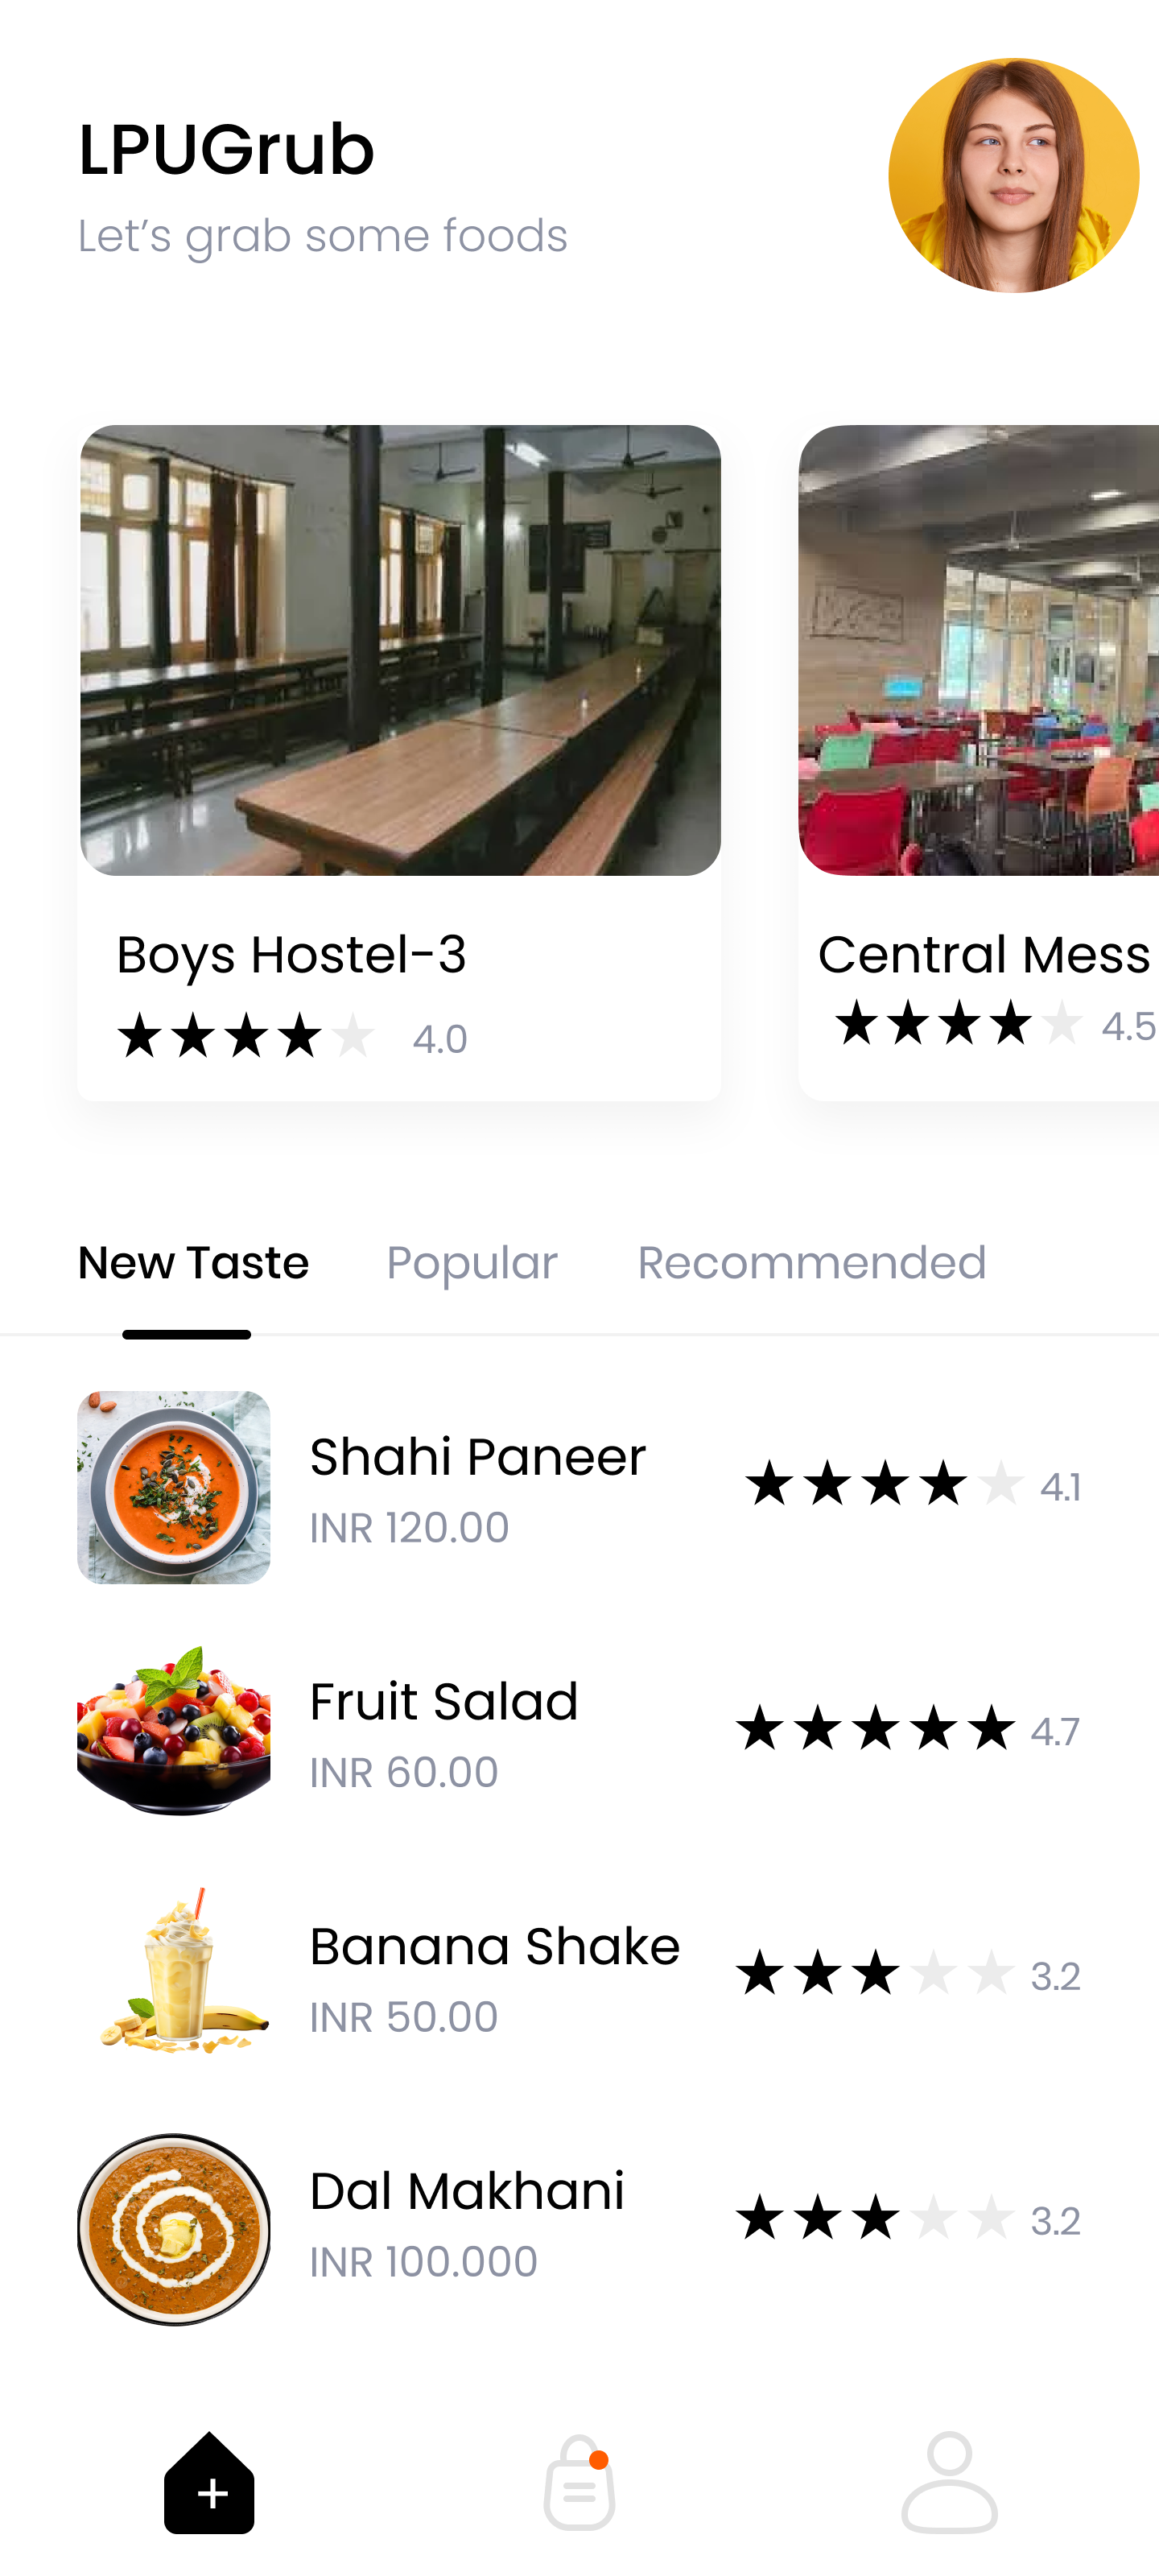 LPUGrub
Let’s grab some foods
Boys Hostel-3
4.0
Central Mess
4.5
New Taste Popular Recommended
Shahi Paneer
INR 120.00
4.1
Fruit Salad
INR 60.00
4.7
Banana Shake
INR 50.00
3.2
Dal Makhani
INR 100.000
3.2